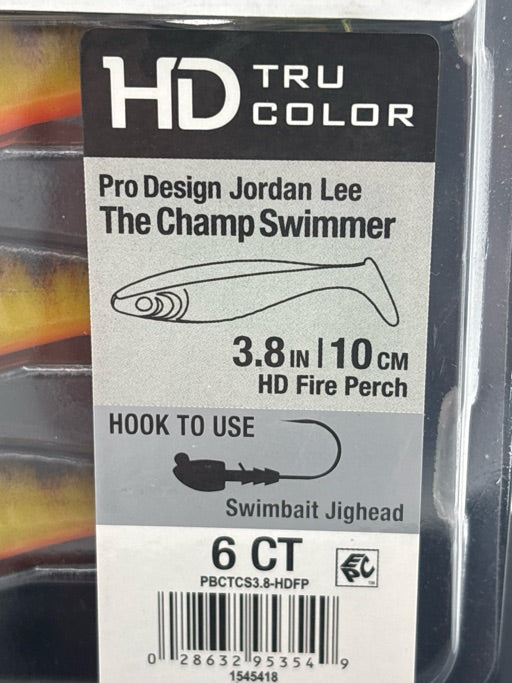 HD TRU COLOR
Pro Design Jordan Lee
The Champ Swimmer
3.8 IN | 10 CM
HD Fire Perch
HOOK TO USE
Swimbait Jighead
6 CT
EPC™
PBCTCS3.8-HDFP
0 28632 95354 9
1545418